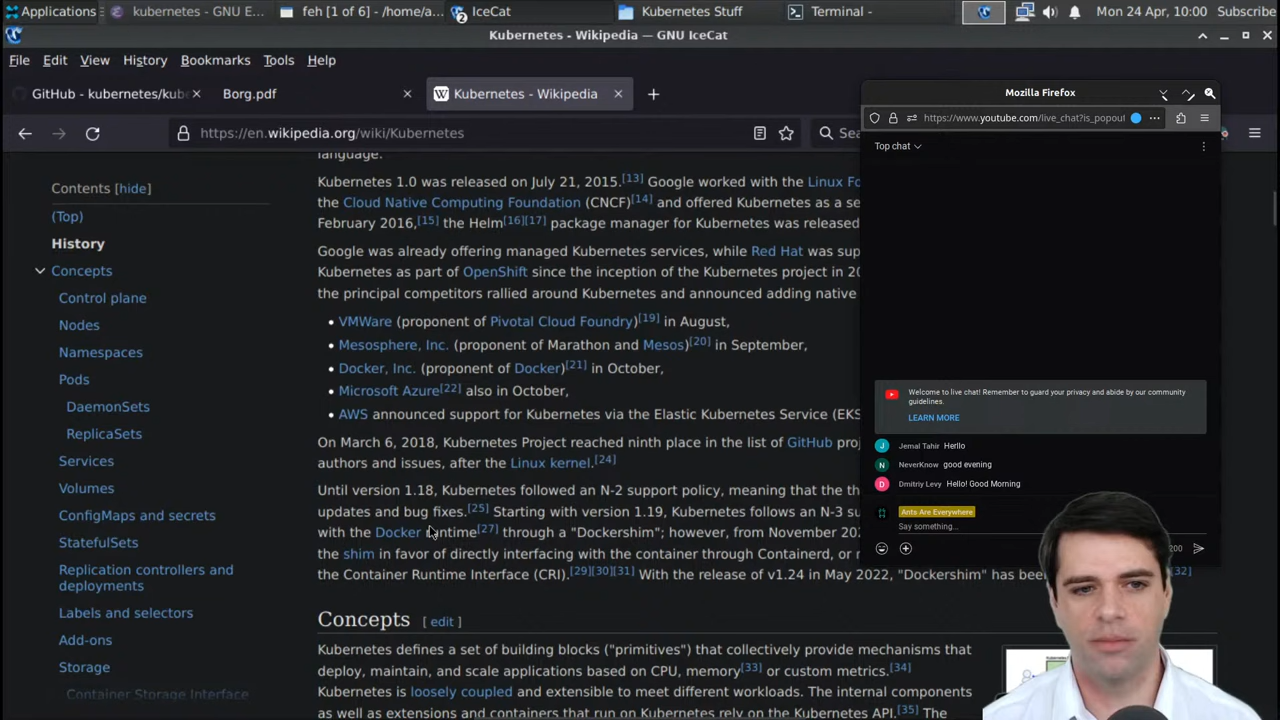 Applications kubernetes - GNU E... feh [1 of 6] - /home/a... 2 IceCat Kubernetes Stuff Terminal - Mon 24 Apr, 10:00 Subscribe
Kubernetes - Wikipedia — GNU IceCat
File Edit View History Bookmarks Tools Help
GitHub - kubernetes/kub Borg.pdf W Kubernetes - Wikipedia
https://en.wikipedia.org/wiki/Kubernetes Sea
Contents [hide]
(Top)
History
Concepts
Control plane
Nodes
Namespaces
Pods
DaemonSets
ReplicaSets
Services
Volumes
ConfigMaps and secrets
StatefulSets
Replication controllers and
deployments
Labels and selectors
Add-ons
Storage
Container Storage Interface
language.
Kubernetes 1.0 was released on July 21, 2015.[13] Google worked with the Linux Fo
the Cloud Native Computing Foundation (CNCF)[14] and offered Kubernetes as a se
February 2016,[15] the Helm[16][17] package manager for Kubernetes was released
Google was already offering managed Kubernetes services, while Red Hat was sup
Kubernetes as part of OpenShift since the inception of the Kubernetes project in 20
the principal competitors rallied around Kubernetes and announced adding native
• VMWare (proponent of Pivotal Cloud Foundry)[19] in August,
• Mesosphere, Inc. (proponent of Marathon and Mesos)[20] in September,
• Docker, Inc. (proponent of Docker)[21] in October,
• Microsoft Azure[22] also in October,
• AWS announced support for Kubernetes via the Elastic Kubernetes Service (EKS
On March 6, 2018, Kubernetes Project reached ninth place in the list of GitHub proj
authors and issues, after the Linux kernel.[24]
Until version 1.18, Kubernetes followed an N-2 support policy, meaning that the th
updates and bug fixes.[25] Starting with version 1.19, Kubernetes follows an N-3 su
with the Docker runtime[27] through a "Dockershim"; however, from November 202
the shim in favor of directly interfacing with the container through Containerd, or r
the Container Runtime Interface (CRI).[29][30][31] With the release of v1.24 in May 2022, "Dockershim" has bee [32]
Concepts [ edit ]
Kubernetes defines a set of building blocks ("primitives") that collectively provide mechanisms that
deploy, maintain, and scale applications based on CPU, memory[33] or custom metrics.[34]
Kubernetes is loosely coupled and extensible to meet different workloads. The internal components
as well as extensions and containers that run on Kubernetes rely on the Kubernetes API.[35] The
Mozilla Firefox
https://www.youtube.com/live_chat?is_popout
Top chat
Welcome to live chat! Remember to guard your privacy and abide by our community
guidelines.
LEARN MORE
J Jemal Tahir Herllo
N NeverKnow good evening
D Dmitriy Levy Hello! Good Morning
Ants Are Everywhere
Say something...
200